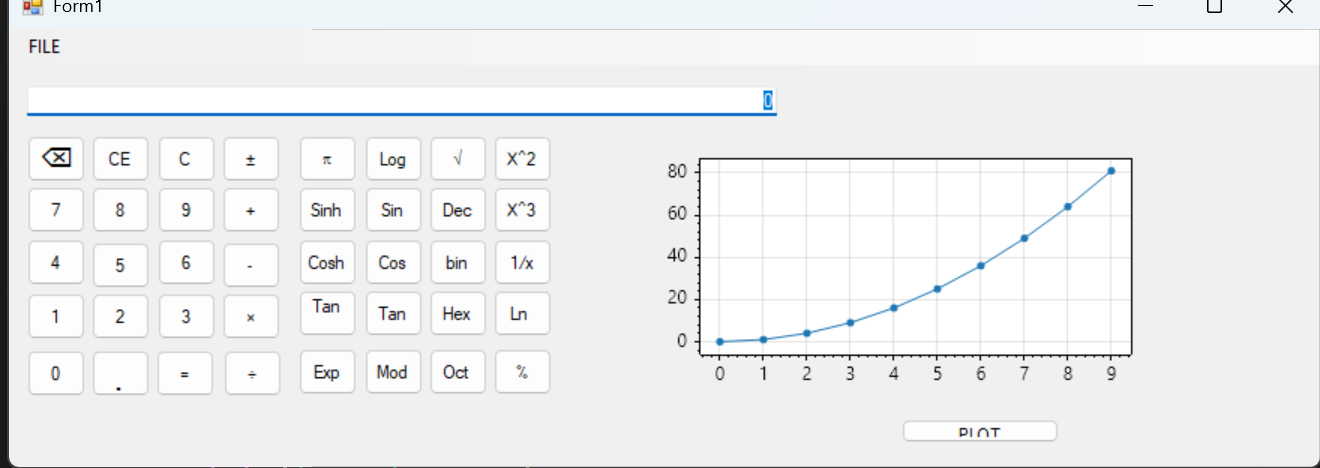 Form1
FILE
0
⌫ CE C ± π Log √ X^2
7 8 9 + Sinh Sin Dec X^3
4 5 6 - Cosh Cos bin 1/x
1 2 3 × Tan Tan Hex Ln
0 . = ÷ Exp Mod Oct %
80
60
40
20
0
0 1 2 3 4 5 6 7 8 9
PLOT